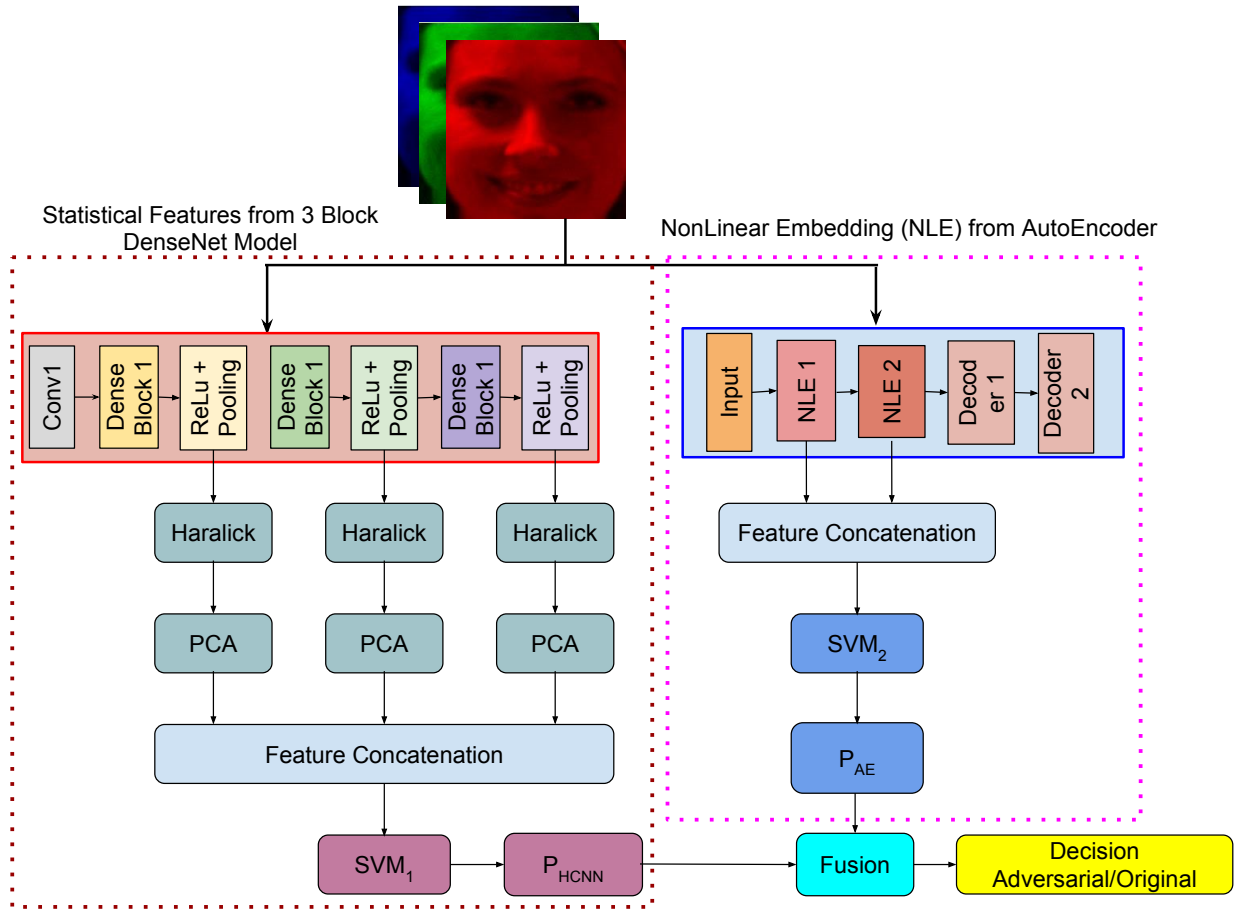 Statistical Features from 3 Block
DenseNet Model
NonLinear Embedding (NLE) from AutoEncoder
Conv1
Dense
Block 1
ReLu +
Pooling
Dense
Block 1
ReLu +
Pooling
Dense
Block 1
ReLu +
Pooling
Input
NLE 1
NLE 2
Decod
er 1
Decoder
2
Haralick
Haralick
Haralick
Feature Concatenation
PCA
PCA
PCA
SVM2
Feature Concatenation
PAE
SVM1
PHCNN
Fusion
Decision
Adversarial/Original